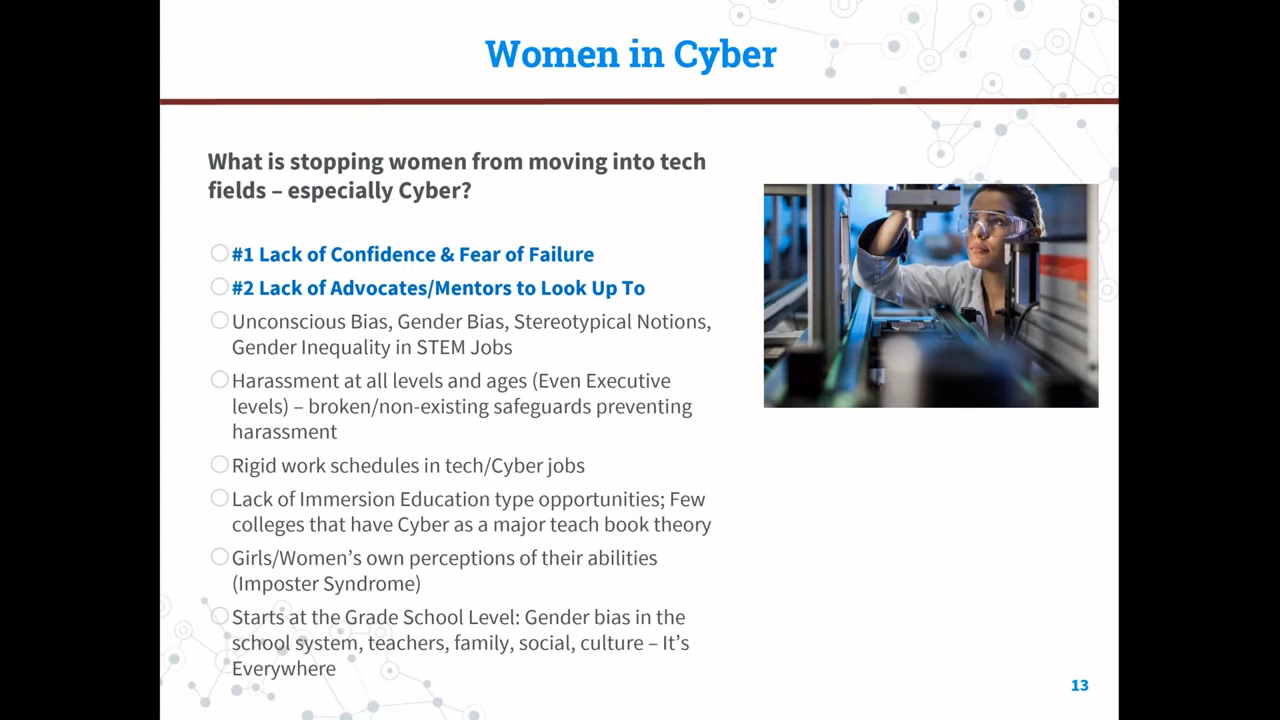 Women in Cyber
What is stopping women from moving into tech
fields – especially Cyber?
#1 Lack of Confidence & Fear of Failure
#2 Lack of Advocates/Mentors to Look Up To
Unconscious Bias, Gender Bias, Stereotypical Notions,
Gender Inequality in STEM Jobs
Harassment at all levels and ages (Even Executive
levels) – broken/non-existing safeguards preventing
harassment
Rigid work schedules in tech/Cyber jobs
Lack of Immersion Education type opportunities; Few
colleges that have Cyber as a major teach book theory
Girls/Women’s own perceptions of their abilities
(Imposter Syndrome)
Starts at the Grade School Level: Gender bias in the
school system, teachers, family, social, culture – It’s
Everywhere
13